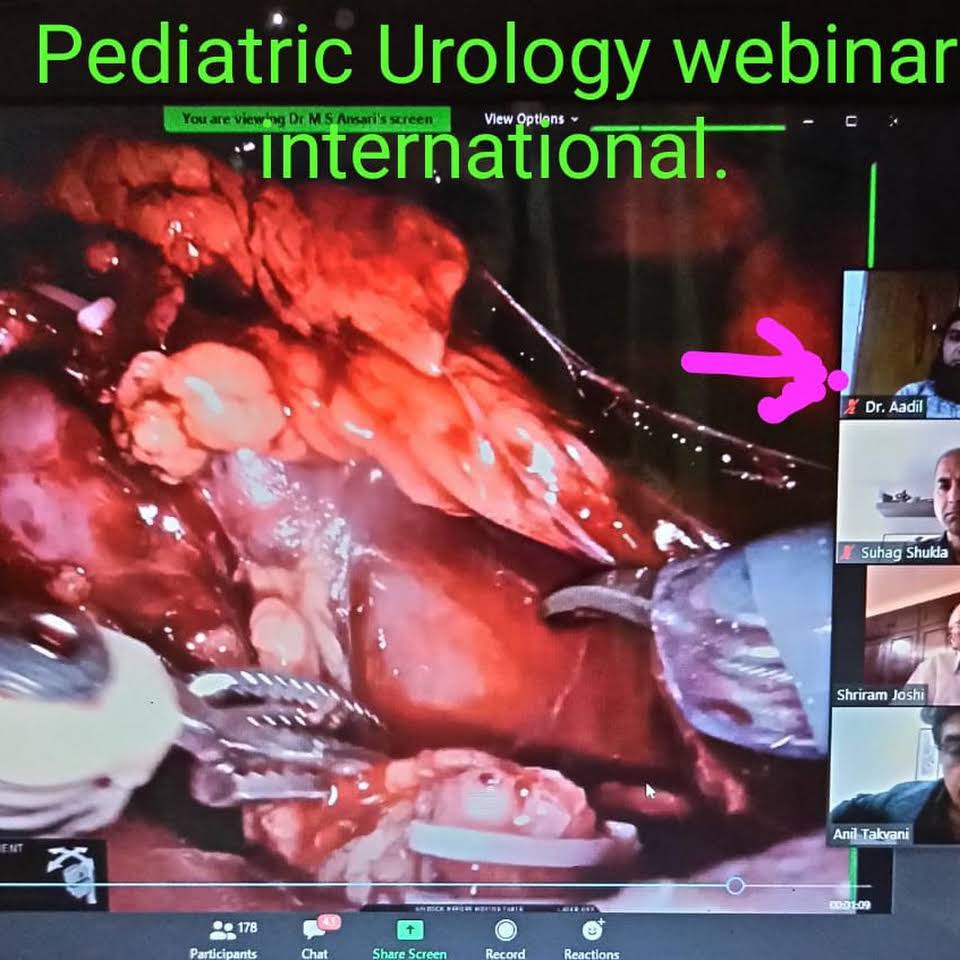 Pediatric Urology webinar
international.
You are viewing Dr M S Ansari's screen
View Options
Dr. Aadil
Suhag Shukla
Shriram Joshi
Anil Takvani
00:01:09
178
43
Participants
Chat
Share Screen
Record
Reactions